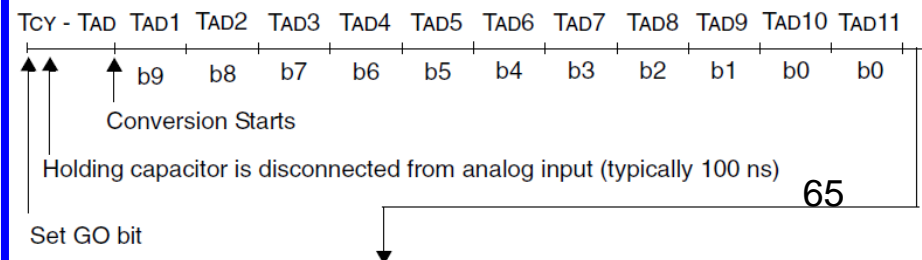 TCY - TAD TAD1 TAD2 TAD3 TAD4 TAD5 TAD6 TAD7 TAD8 TAD9 TAD10 TAD11
b9 b8 b7 b6 b5 b4 b3 b2 b1 b0 b0
Conversion Starts
Holding capacitor is disconnected from analog input (typically 100 ns)
65
Set GO bit